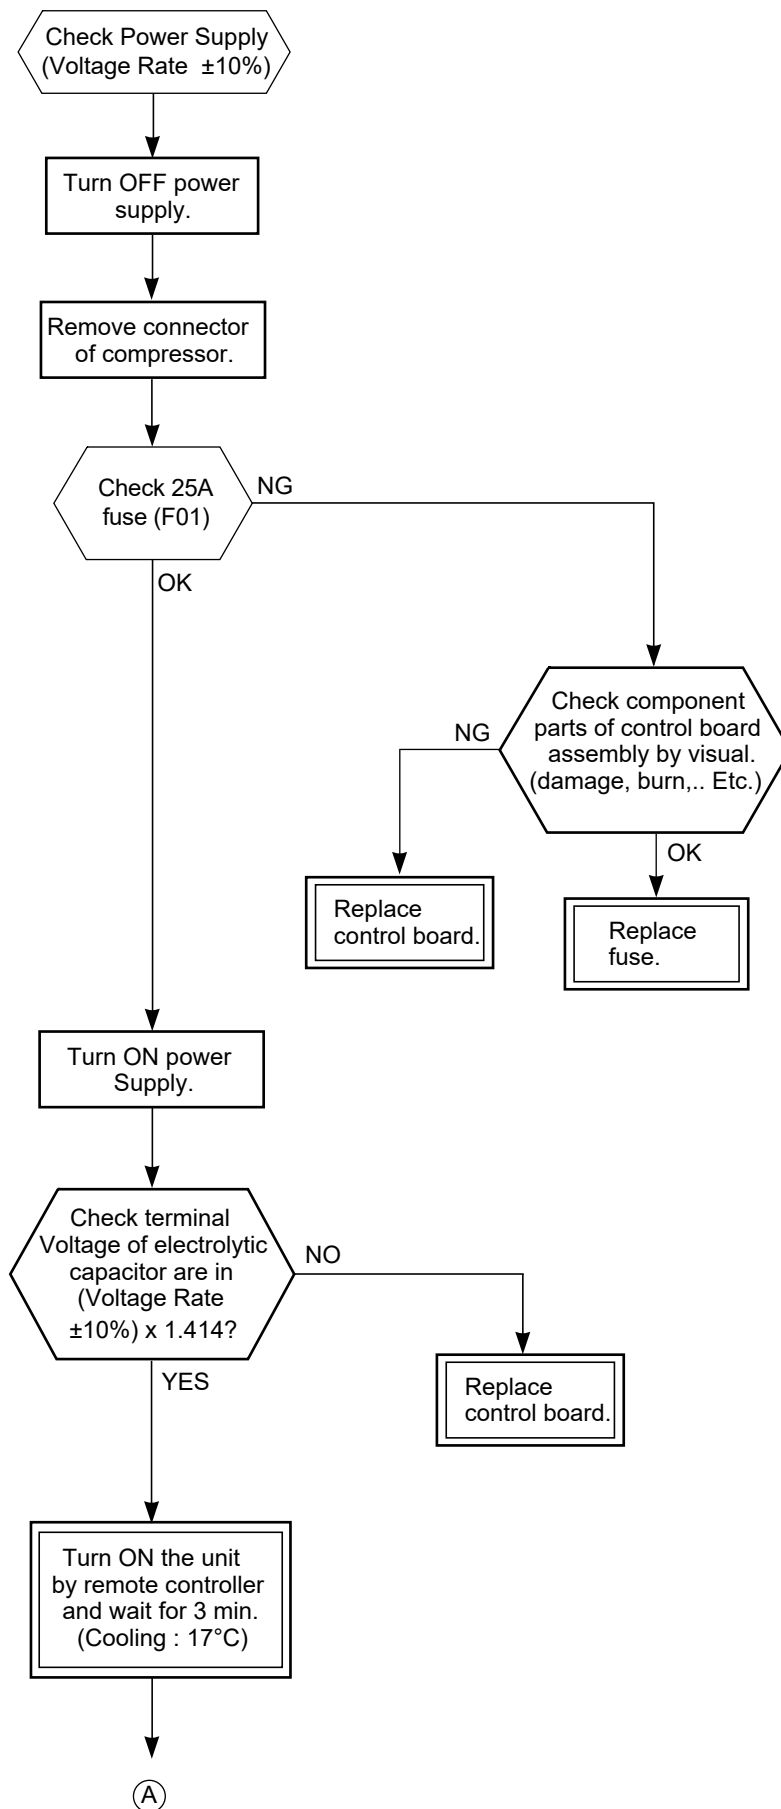 Check Power Supply
(Voltage Rate ±10%)
Turn OFF power
supply.
Remove connector
of compressor.
Check 25A
fuse (F01)
NG
OK
Check component
parts of control board
assembly by visual.
(damage, burn,.. Etc.)
NG
OK
Replace
control board.
Replace
fuse.
Turn ON power
Supply.
Check terminal
Voltage of electrolytic
capacitor are in
(Voltage Rate
±10%) x 1.414?
NO
YES
Replace
control board.
Turn ON the unit
by remote controller
and wait for 3 min.
(Cooling : 17°C)
A